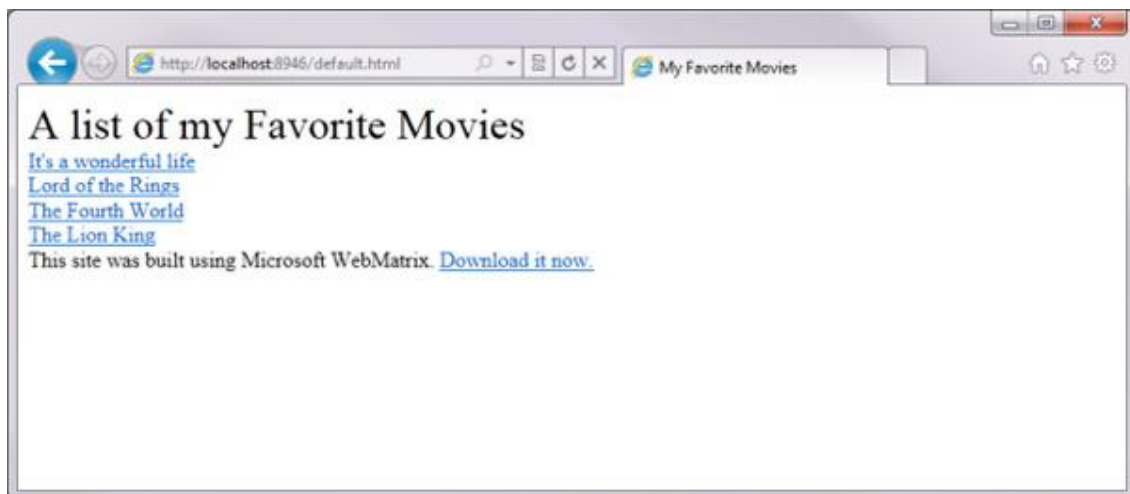 http://localhost:8946/default.html
My Favorite Movies
A list of my Favorite Movies
It's a wonderful life
Lord of the Rings
The Fourth World
The Lion King
This site was built using Microsoft WebMatrix. Download it now.